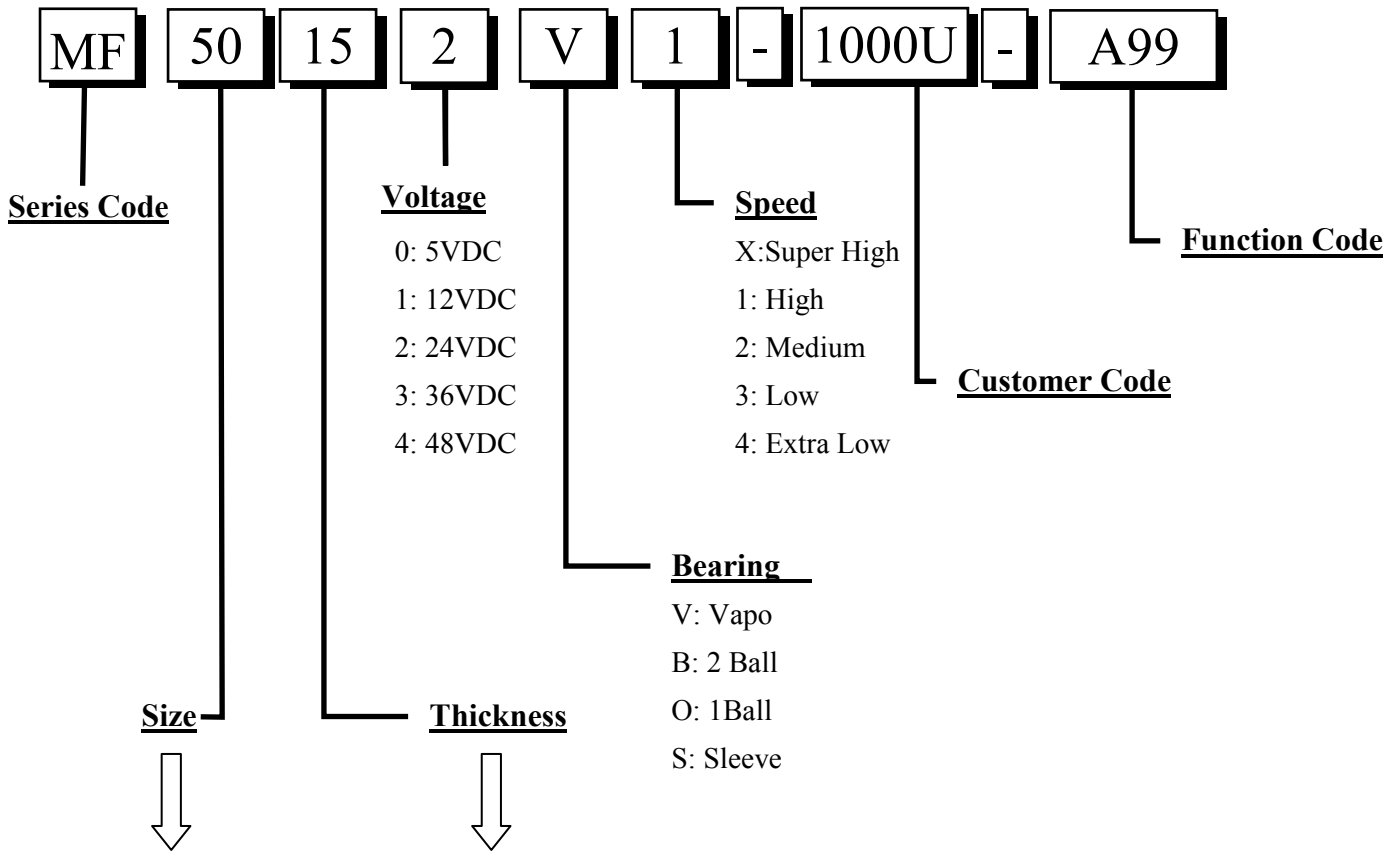 MF 50 15 2 V 1 - 1000U - A99
Series Code
Voltage
0: 5VDC
1: 12VDC
2: 24VDC
3: 36VDC
4: 48VDC
Speed
X:Super High
1: High
2: Medium
3: Low
4: Extra Low
Function Code
Customer Code
Bearing
V: Vapo
B: 2 Ball
O: 1Ball
S: Sleeve
Size
Thickness